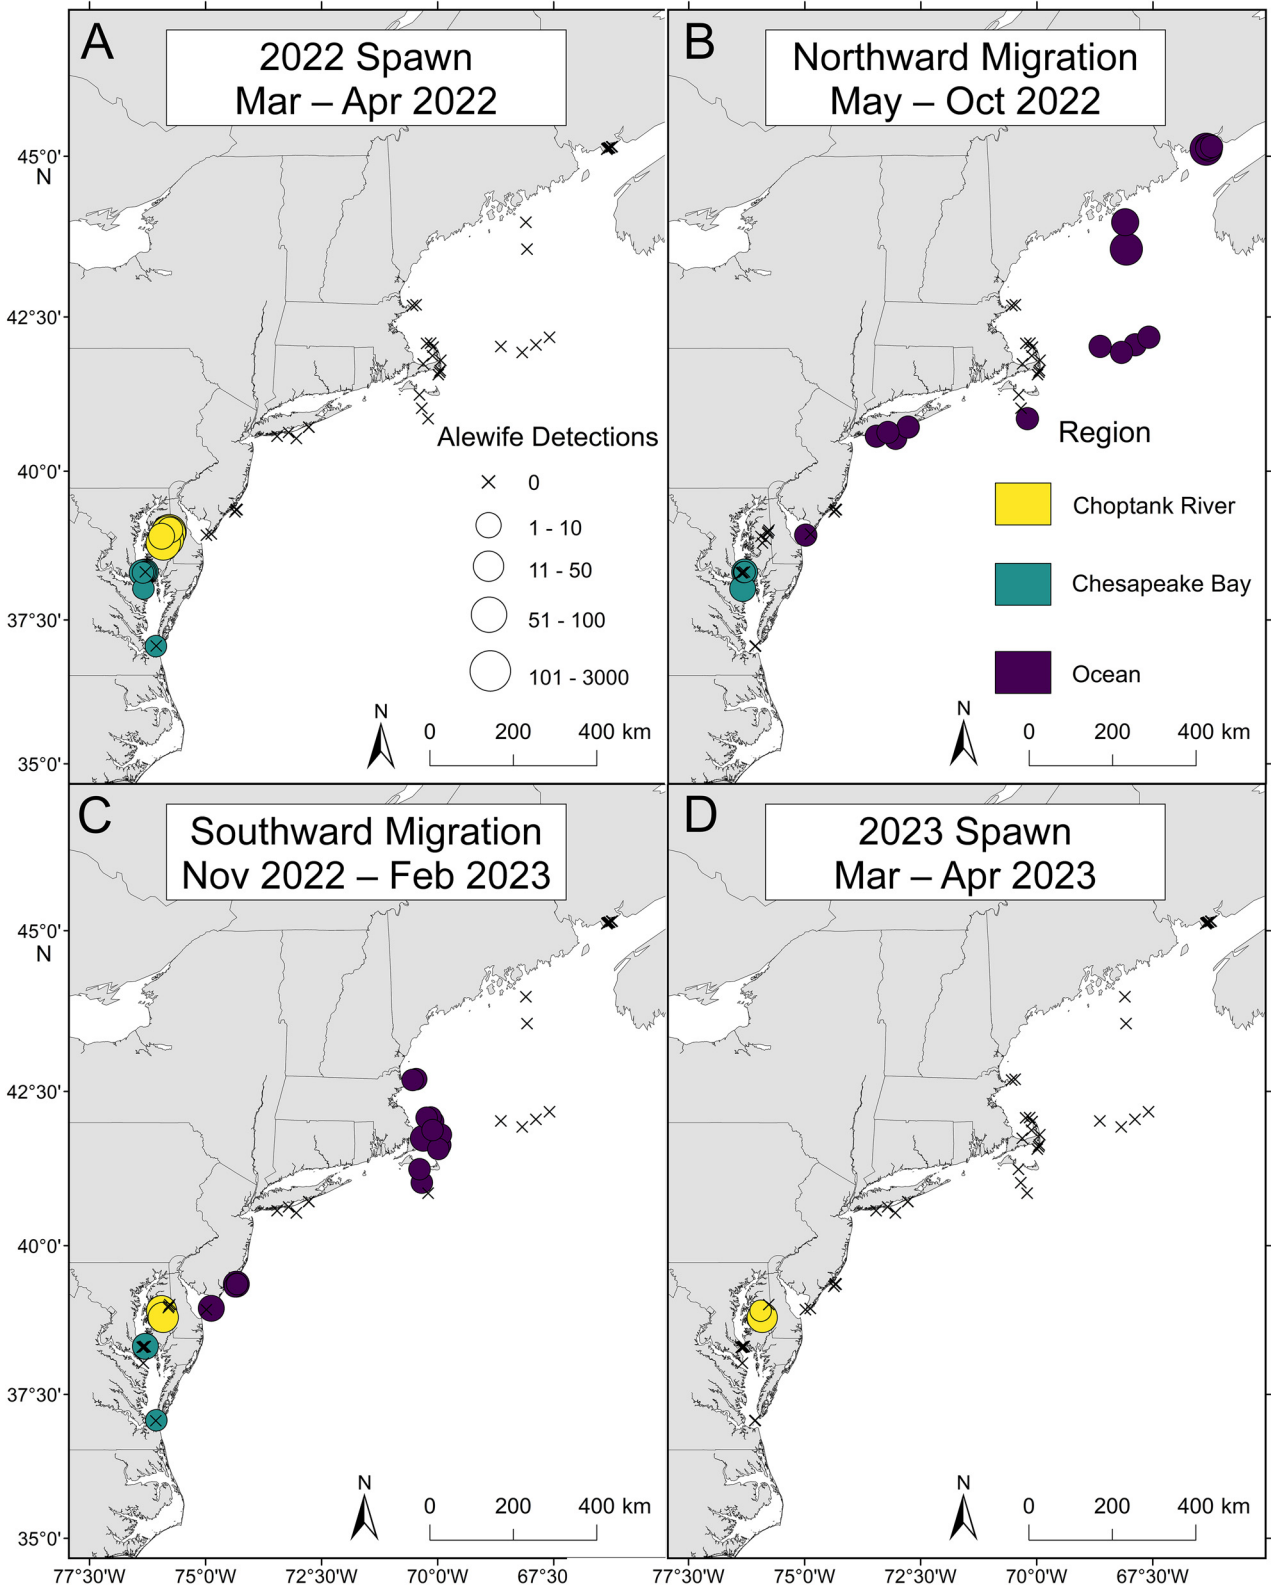 A
2022 Spawn
Mar – Apr 2022
B
Northward Migration
May – Oct 2022
45°0'
N
42°30'
40°0'
37°30'
35°0'
Alewife Detections
0
1 - 10
11 - 50
51 - 100
101 - 3000
N
0 200 400 km
Region
Choptank River
Chesapeake Bay
Ocean
N
0 200 400 km
C
Southward Migration
Nov 2022 – Feb 2023
D
2023 Spawn
Mar – Apr 2023
45°0'
N
42°30'
40°0'
37°30'
35°0'
N
0 200 400 km
N
0 200 400 km
77°30'W 75°0'W 72°30'W 70°0'W 67°30'W
77°30'W 75°0'W 72°30'W 70°0'W 67°30'W